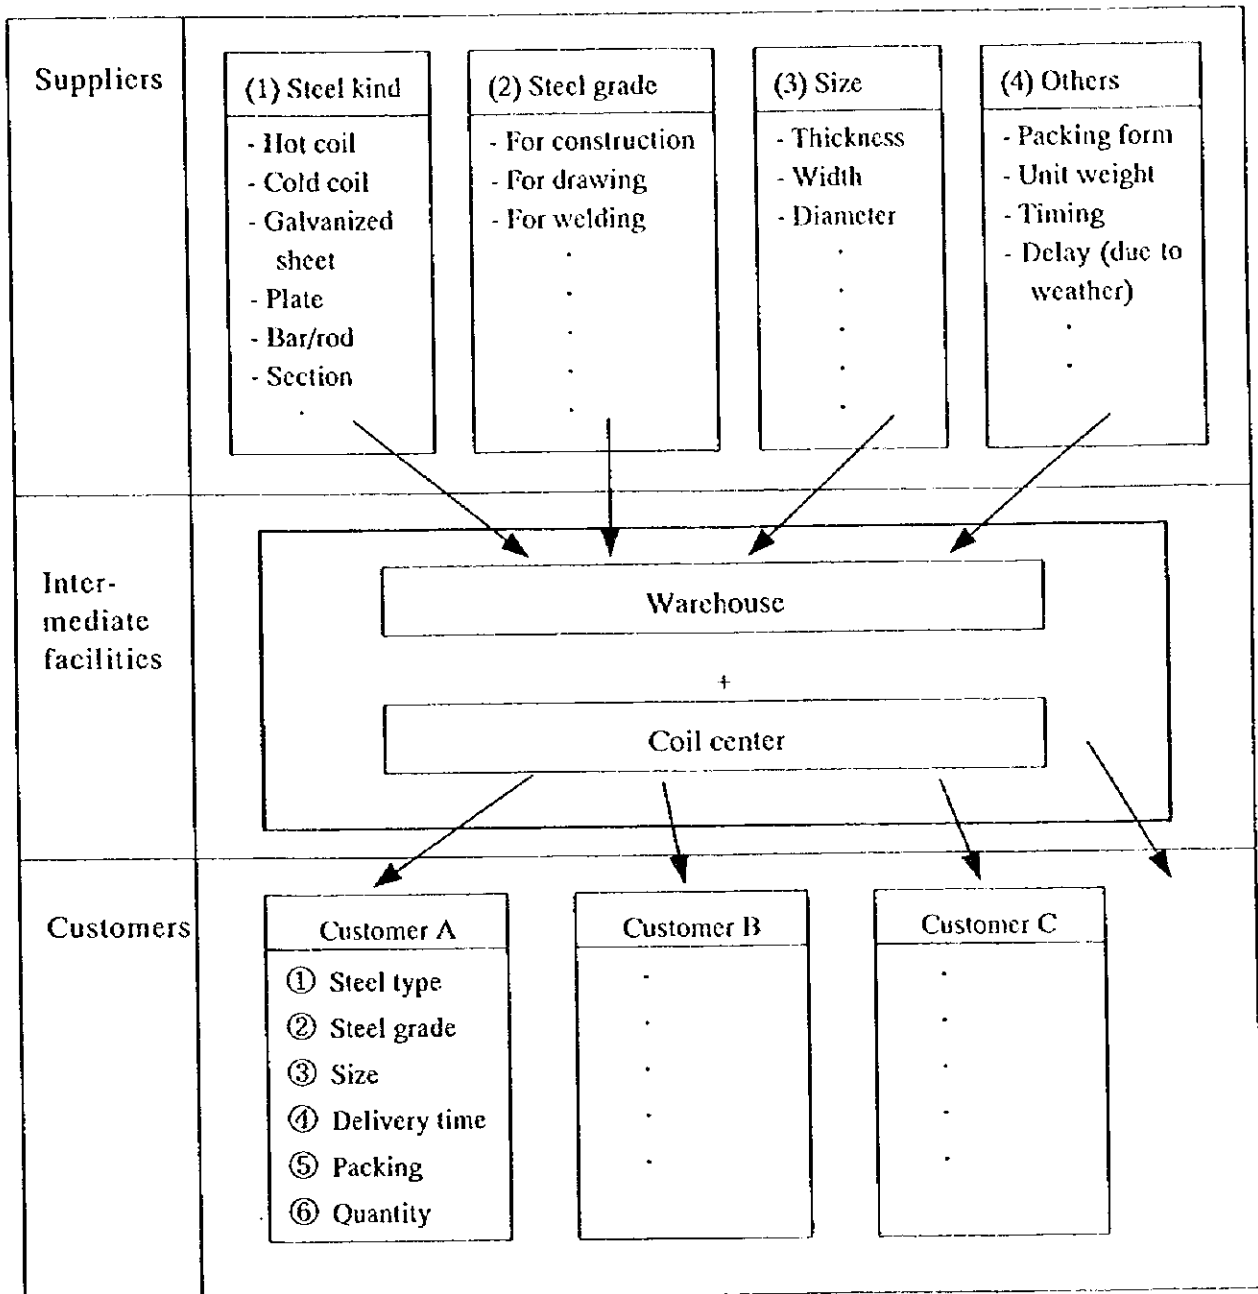 Suppliers
(1) Steel kind
- Hot coil
- Cold coil
- Galvanized
sheet
- Plate
- Bar/rod
- Section
(2) Steel grade
- For construction
- For drawing
- For welding
(3) Size
- Thickness
- Width
- Diameter
(4) Others
- Packing form
- Unit weight
- Timing
- Delay (due to
weather)
Inter-
mediate
facilities
Warehouse
+
Coil center
Customers
Customer A
① Steel type
② Steel grade
③ Size
④ Delivery time
⑤ Packing
⑥ Quantity
Customer B
Customer C